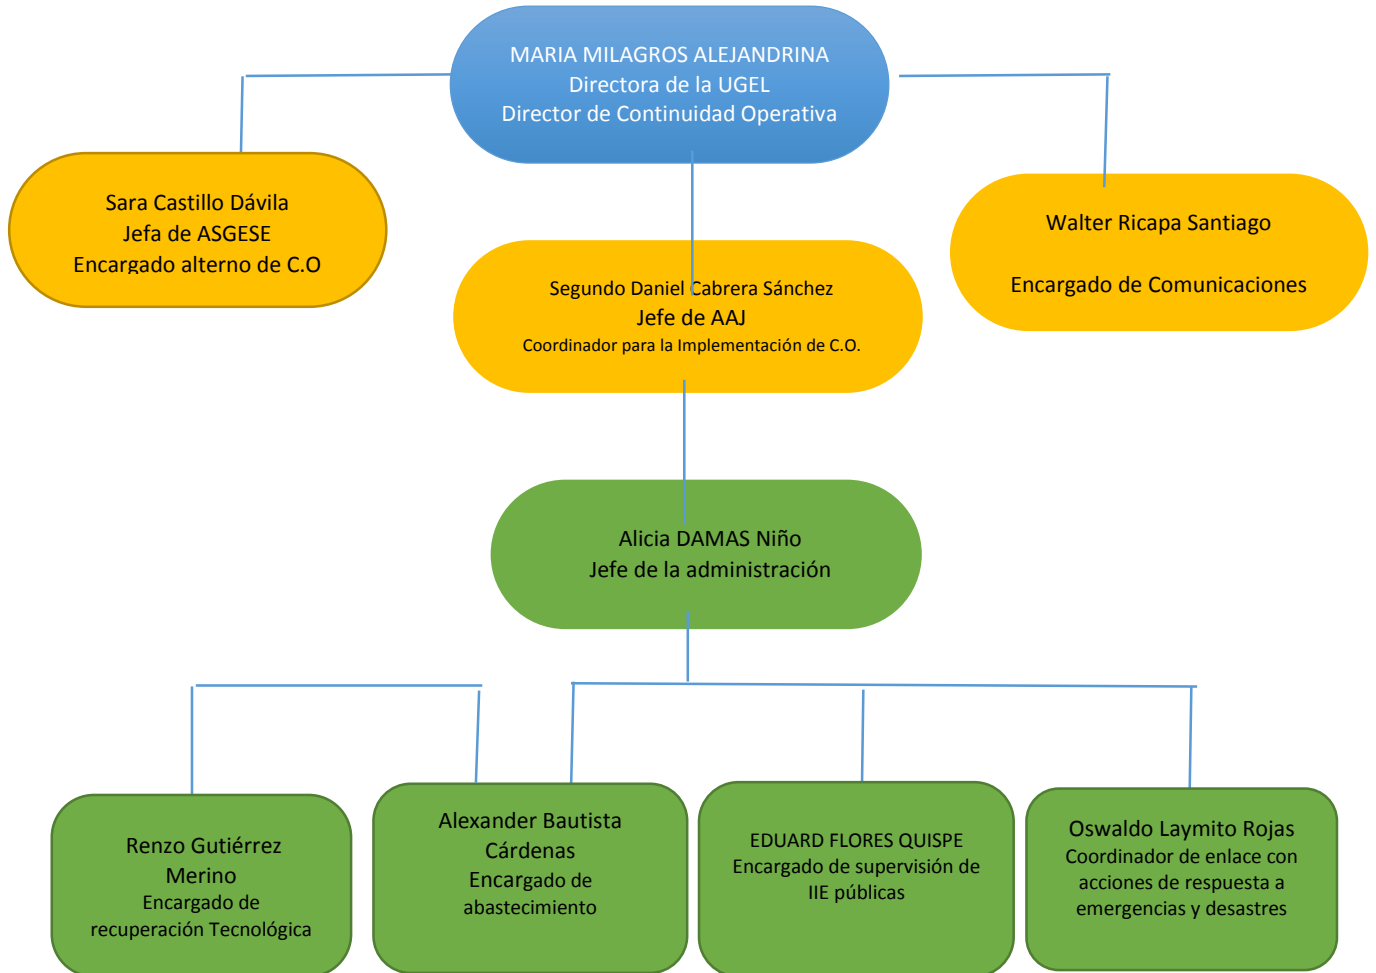 MARIA MILAGROS ALEJANDRINA
Directora de la UGEL
Director de Continuidad Operativa
Sara Castillo Dávila
Jefa de ASGESE
Encargado alterno de C.O
Segundo Daniel Cabrera Sánchez
Jefe de AAJ
Coordinador para la Implementación de C.O.
Walter Ricapa Santiago
Encargado de Comunicaciones
Alicia DAMAS Niño
Jefe de la administración
Renzo Gutiérrez
Merino
Encargado de
recuperación Tecnológica
Alexander Bautista
Cárdenas
Encargado de
abastecimiento
EDUARD FLORES QUISPE
Encargado de supervisión de
IIE públicas
Oswaldo Laymito Rojas
Coordinador de enlace con
acciones de respuesta a
emergencias y desastres